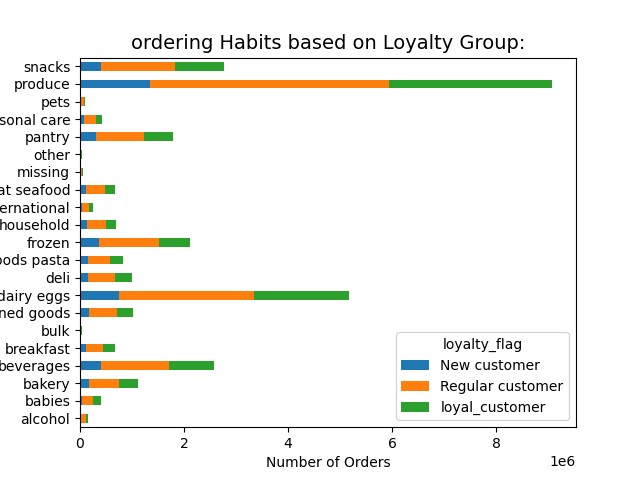 ordering Habits based on Loyalty Group:
snacks
produce
pets
sonal care
pantry
other
missing
at seafood
ernational
household
frozen
oods pasta
deli
dairy eggs
ned goods
bulk
breakfast
beverages
bakery
babies
alcohol
loyalty_flag
New customer
Regular customer
loyal_customer
0 2 4 6 8
1e6
Number of Orders